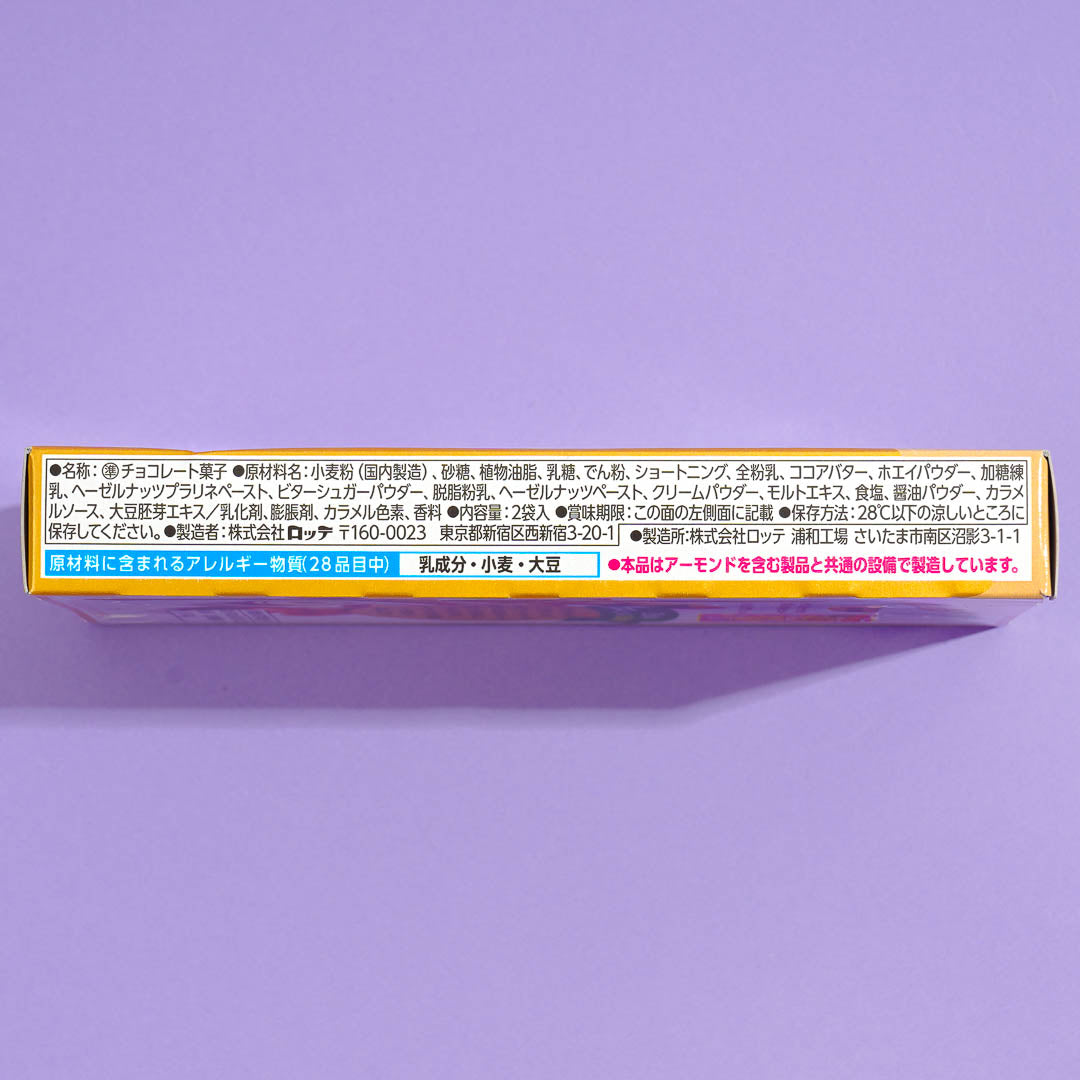 ●名称：㊜チョコレート菓子 ●原材料名：小麦粉（国内製造）、砂糖、植物油脂、乳糖、でん粉、ショートニング、全粉乳、ココアバター、ホエイパウダー、加糖練
乳、ヘーゼルナッツプラリネペースト、ビターシュガーパウダー、脱脂粉乳、ヘーゼルナッツペースト、クリームパウダー、モルトエキス、食塩、醤油パウダー、カラメ
ルソース、大豆胚芽エキス／乳化剤、膨脹剤、カラメル色素、香料 ●内容量：2袋入 ●賞味期限：この面の左側面に記載 ●保存方法：28℃以下の涼しいところに
保存してください。●製造者：株式会社ロッテ 〒160-0023 東京都新宿区西新宿3-20-1 ●製造所：株式会社ロッテ 浦和工場 さいたま市南区沼影3-1-1
原材料に含まれるアレルギー物質(28品目中) 乳成分・小麦・大豆 ●本品はアーモンドを含む製品と共通の設備で製造しています。